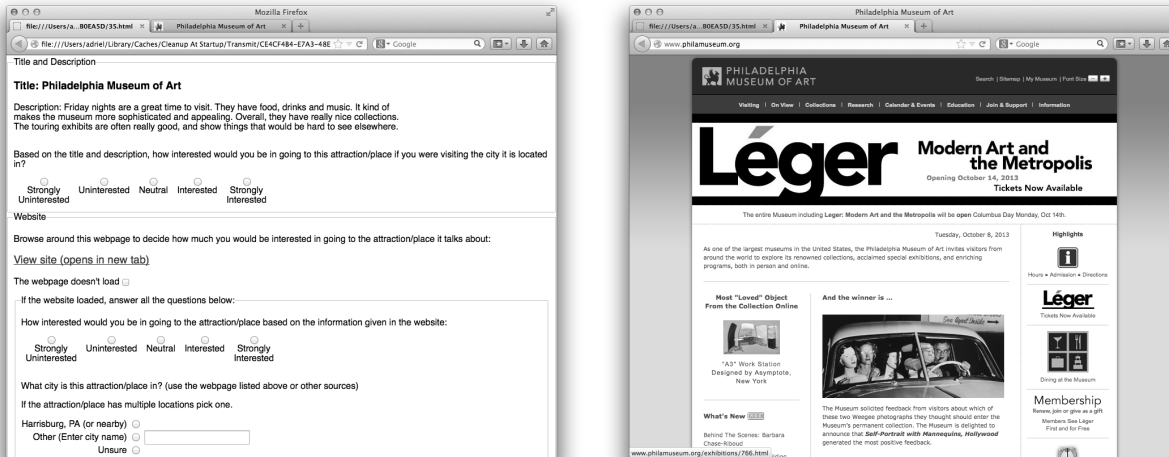 Mozilla Firefox
file:///Users/a...B0EA5D/35.html
Philadelphia Museum of Art
file:///Users/adriel/Library/Caches/Cleanup At Startup/Transmit/CE4CF4B4-E7A3-48E
Google
Title and Description
Title: Philadelphia Museum of Art
Description: Friday nights are a great time to visit. They have food, drinks and music. It kind of
makes the museum more sophisticated and appealing. Overall, they have really nice collections.
The touring exhibits are often really good, and show things that would be hard to see elsewhere.
Based on the title and description, how interested would you be in going to this attraction/place if you were visiting the city it is located
in?
Strongly Uninterested Uninterested Neutral Interested Strongly Interested
Website
Browse around this webpage to decide how much you would be interested in going to the attraction/place it talks about:
View site (opens in new tab)
The webpage doesn't load
If the website loaded, answer all the questions below:
How interested would you be in going to the attraction/place based on the information given in the website:
Strongly Uninterested Uninterested Neutral Interested Strongly Interested
What city is this attraction/place in? (use the webpage listed above or other sources)
If the attraction/place has multiple locations pick one.
Harrisburg, PA (or nearby)
Other (Enter city name)
Unsure
Philadelphia Museum of Art
file:///Users/a...B0EA5D/35.html
Philadelphia Museum of Art
www.philamuseum.org
Google
PHILADELPHIA
MUSEUM OF ART
Search | Sitemap | My Museum | Font Size
Visiting | On View | Collections | Research | Calendar & Events | Education | Join & Support | Information
Léger
Modern Art and
the Metropolis
Opening October 14, 2013
Tickets Now Available
The entire Museum including Leger: Modern Art and the Metropolis will be open Columbus Day Monday, Oct 14th.
Tuesday, October 8, 2013
As one of the largest museums in the United States, the Philadelphia Museum of Art invites visitors from
around the world to explore its renowned collections, acclaimed special exhibitions, and enriching
programs, both in person and online.
Most "Loved" Object
From the Collection Online
"A3" Work Station
Designed by Asymptote,
New York
What's New
Behind The Scenes: Barbara
Chase-Riboud
And the winner is ...
The Museum solicited feedback from visitors about which of
these two Weegee photographs they thought should enter the
Museum's permanent collection. The Museum is delighted to
announce that Self-Portrait with Mannequins, Hollywood
generated the most positive feedback.
Highlights
Hours • Admission • Directions
Léger
Tickets Now Available
Dining at the Museum
Membership
Renew, join or give as a gift
Members See Léger
First and for Free
www.philamuseum.org/exhibitions/766.html